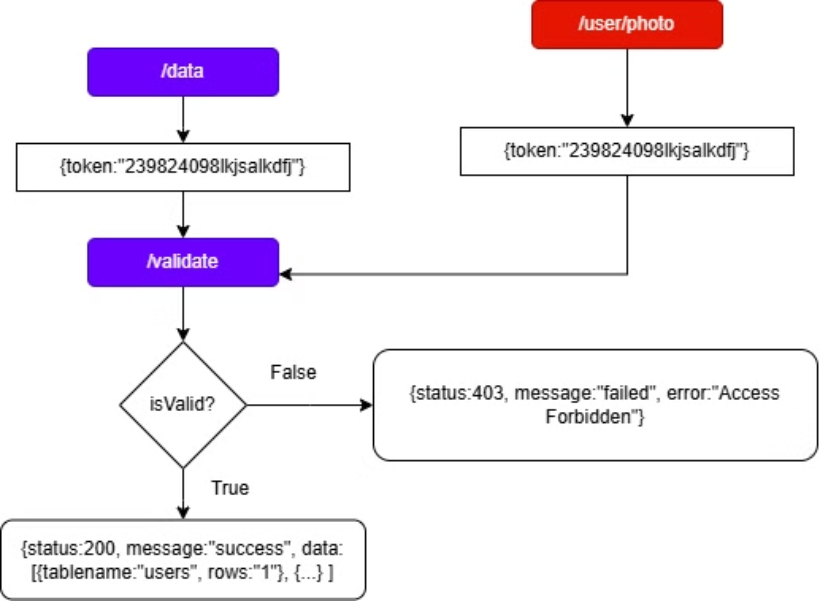 /user/photo
/data
{token:"239824098lkjsalkdfj"}
{token:"239824098lkjsalkdfj"}
/validate
False
isValid?
{status:403, message:"failed", error:"Access
Forbidden"}
True
{status:200, message:"success", data:
[{tablename:"users", rows:"1"}, {...} ]